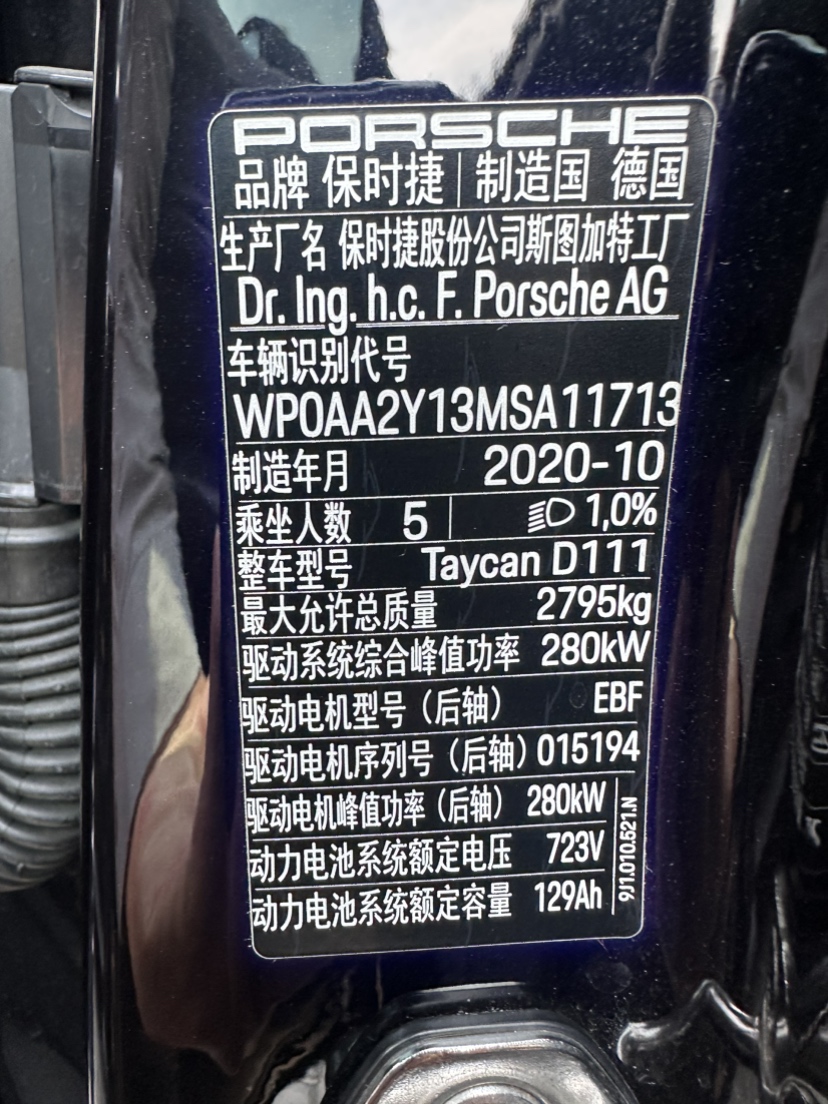 PORSCHE
品牌 保时捷 | 制造国 德国
生产厂名 保时捷股份公司斯图加特工厂
Dr. Ing. h.c. F. Porsche AG
车辆识别代号
WP0AA2Y13MSA11713
制造年月 2020-10
乘坐人数 5 | 1,0%
整车型号 Taycan D111
最大允许总质量 2795kg
驱动系统综合峰值功率 280kW
驱动电机型号（后轴） EBF
驱动电机序列号（后轴）015194
驱动电机峰值功率（后轴） 280kW
动力电池系统额定电压 723V
动力电池系统额定容量 129Ah
9J1.010.521.N